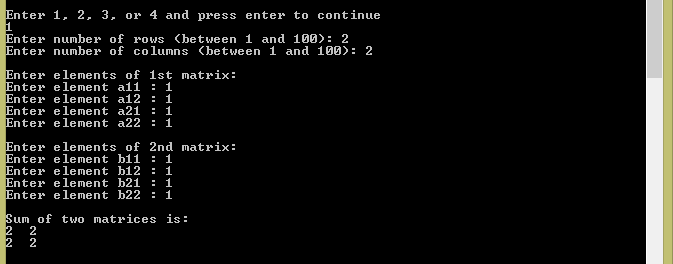 Enter 1, 2, 3, or 4 and press enter to continue
1
Enter number of rows (between 1 and 100): 2
Enter number of columns (between 1 and 100): 2
Enter elements of 1st matrix:
Enter element a11 : 1
Enter element a12 : 1
Enter element a21 : 1
Enter element a22 : 1
Enter elements of 2nd matrix:
Enter element b11 : 1
Enter element b12 : 1
Enter element b21 : 1
Enter element b22 : 1
Sum of two matrices is:
2  2
2  2